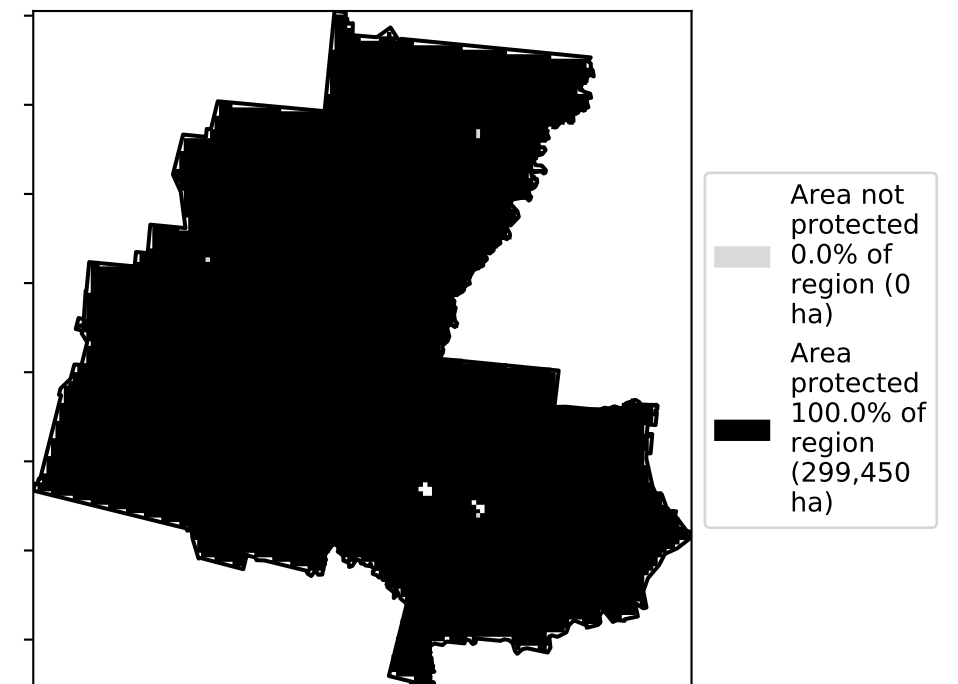 Area not
protected
0.0% of
region (0
ha)
Area
protected
100.0% of
region
(299,450
ha)